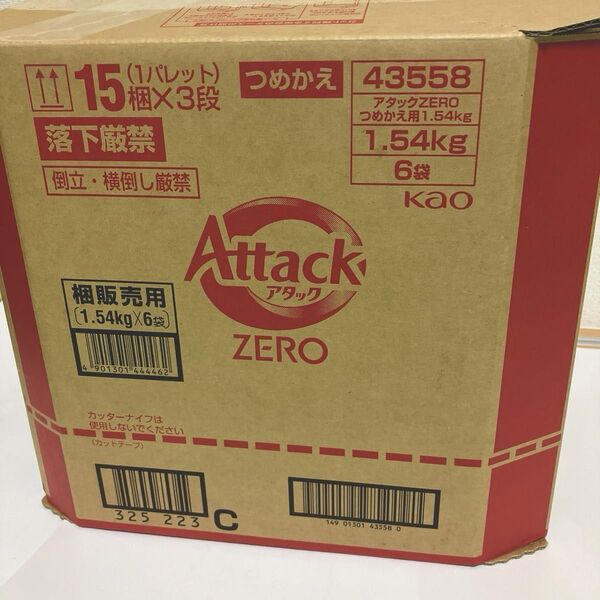 15 (1パレット)
梱×3段
落下厳禁
倒立・横倒し厳禁
つめかえ
43558
アタックZERO
つめかえ用1.54kg
1.54kg
6袋
Kao
Attack
アタック
ZERO
梱販売用
(1.54kg×6袋)
4 901301 444462
カッターナイフは
使用しないでください
(カットテープ)
325 223 C
149 01301 43558 0